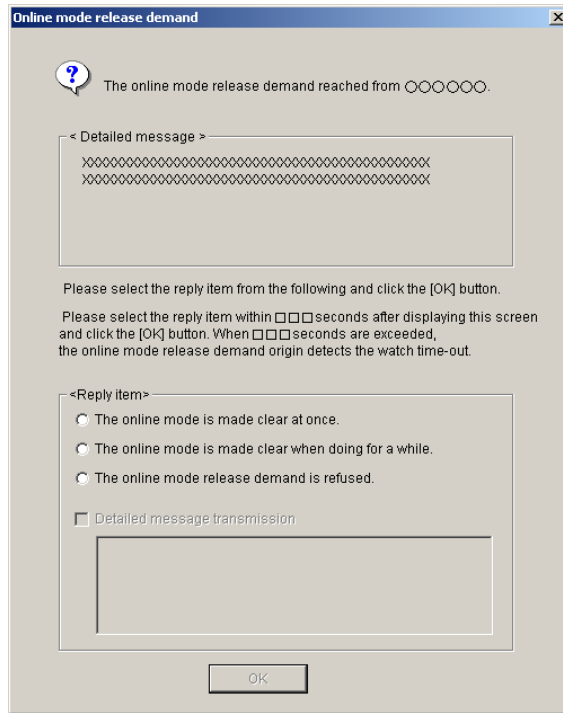 Online mode release demand
The online mode release demand reached from ○○○○○○.
< Detailed message >
XXXXXXXXXXXXXXXXXXXXXXXXXXXXXXXXXXXXXXXXXXXX
XXXXXXXXXXXXXXXXXXXXXXXXXXXXXXXXXXXXXXXXXXXX
Please select the reply item from the following and click the [OK] button.
Please select the reply item within □□□seconds after displaying this screen
and click the [OK] button. When □□□seconds are exceeded,
the online mode release demand origin detects the watch time-out.
<Reply item>
The online mode is made clear at once.
The online mode is made clear when doing for a while.
The online mode release demand is refused.
Detailed message transmission
OK